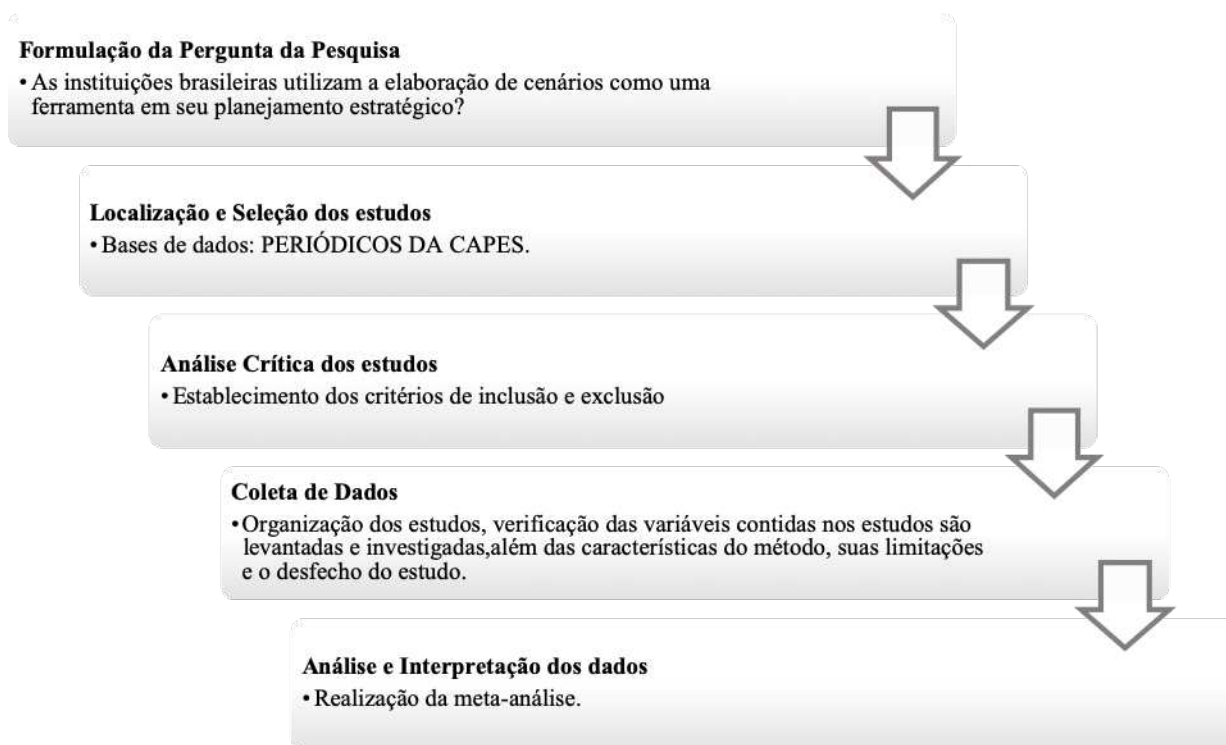 Formulação da Pergunta da Pesquisa
• As instituições brasileiras utilizam a elaboração de cenários como uma
ferramenta em seu planejamento estratégico?
Localização e Seleção dos estudos
• Bases de dados: PERIÓDICOS DA CAPES.
Análise Crítica dos estudos
• Establecimento dos critérios de inclusão e exclusão
Coleta de Dados
•Organização dos estudos, verificação das variáveis contidas nos estudos são
levantadas e investigadas,além das características do método, suas limitações
e o desfecho do estudo.
Análise e Interpretação dos dados
• Realização da meta-análise.